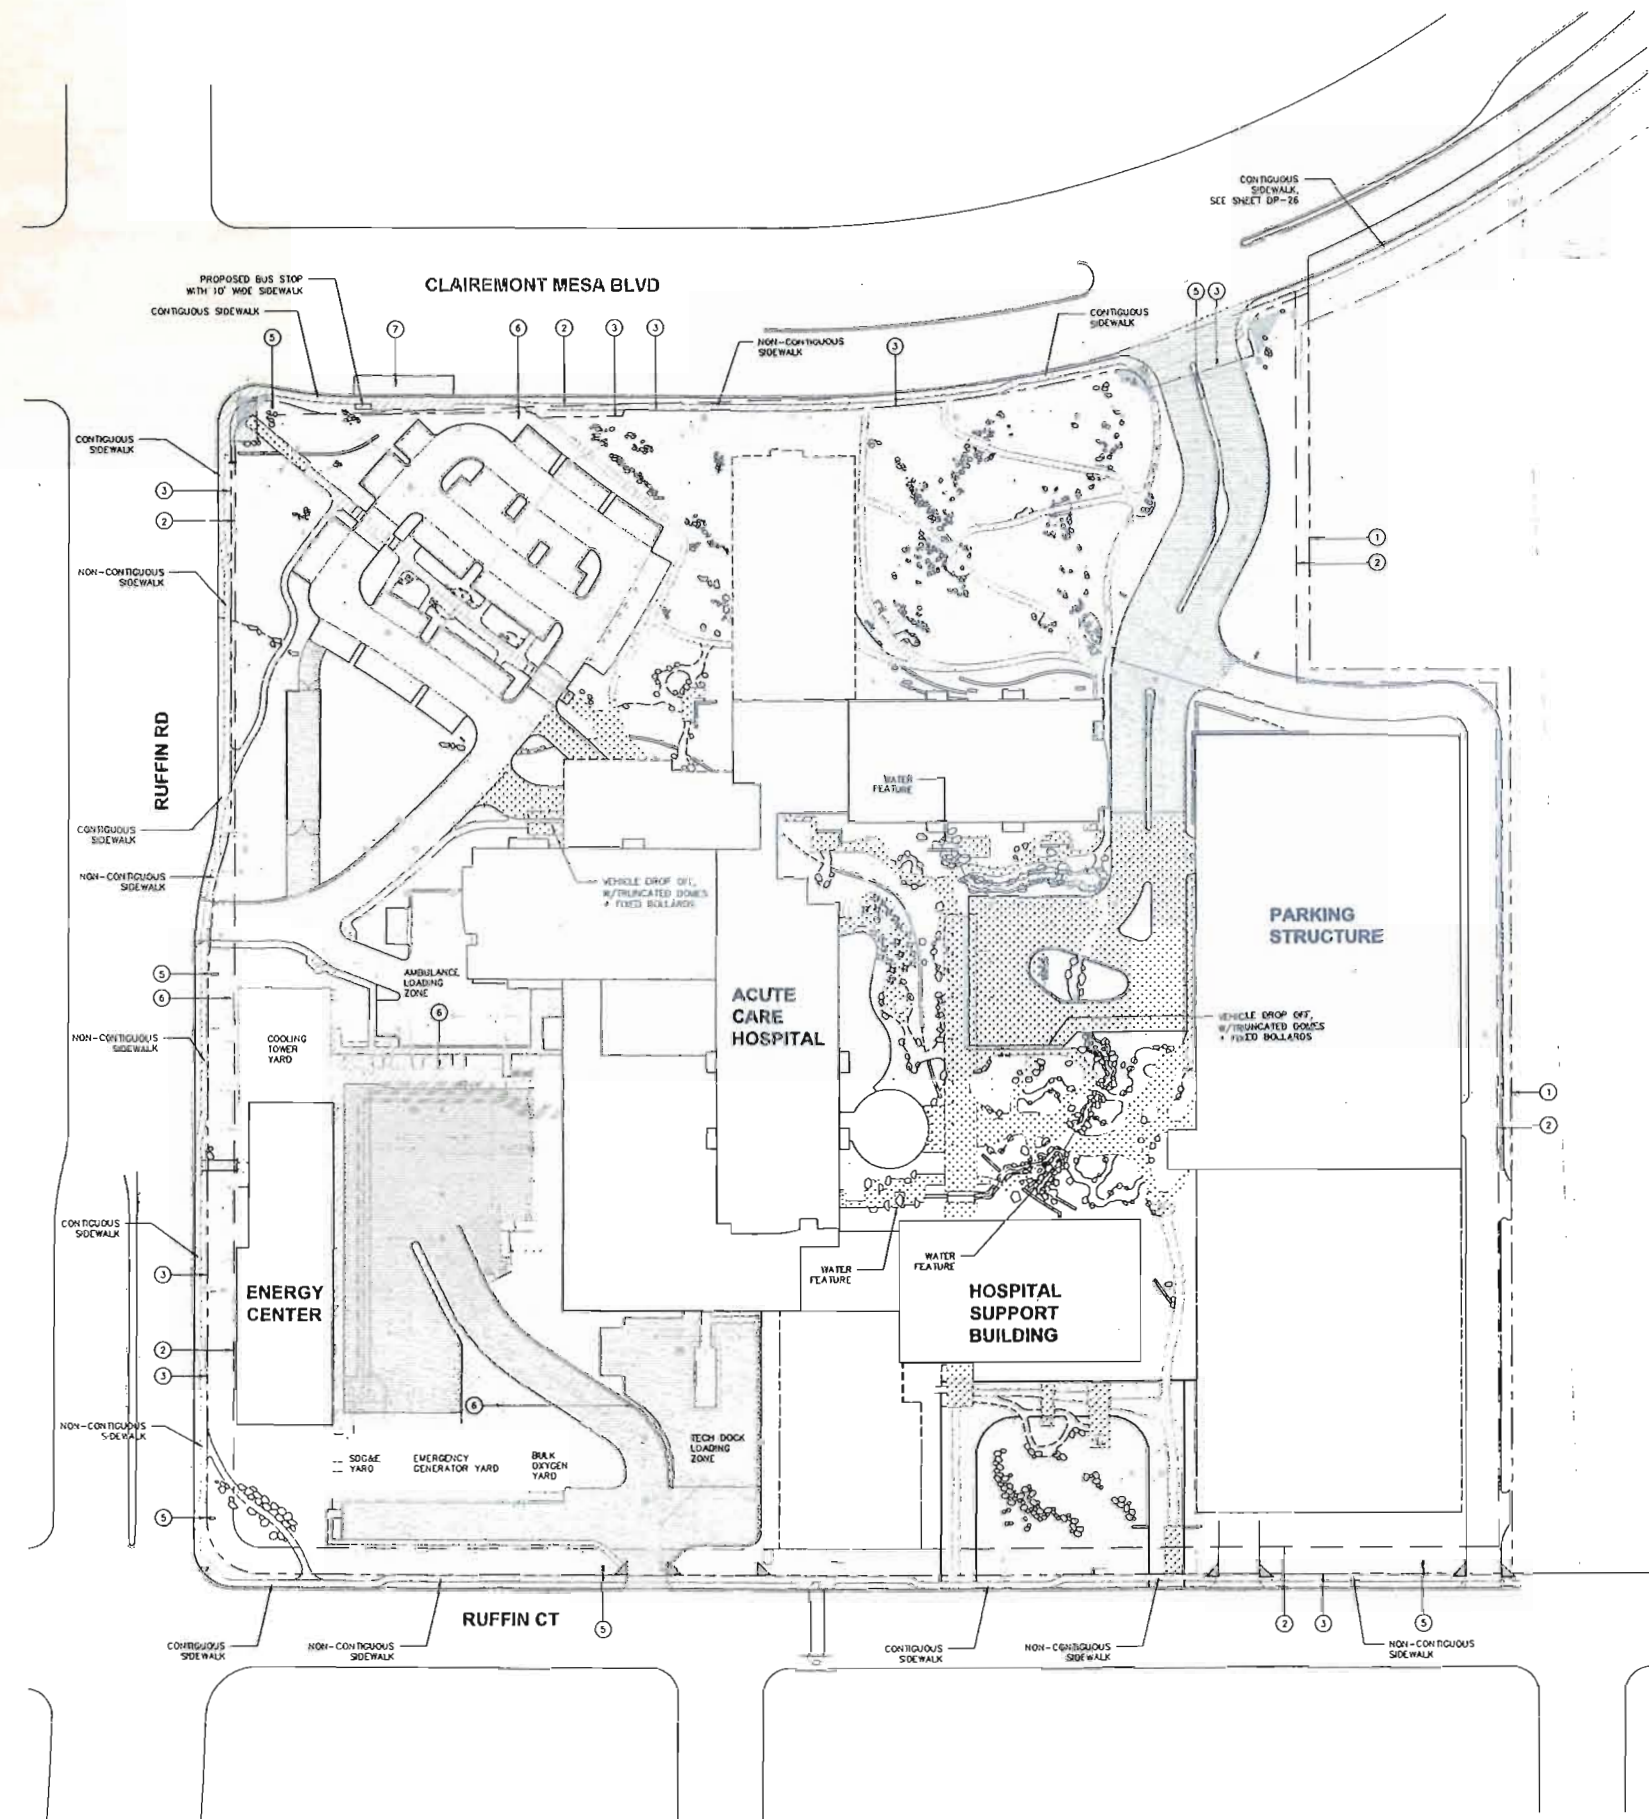 CONTIGUOUS
SIDEWALK,
SEE SHEET DP-26
PROPOSED BUS STOP
WITH 10' WIDE SIDEWALK
CLAIREMONT MESA BLVD
CONTIGUOUS SIDEWALK
CONTIGUOUS
SIDEWALK
5
3
5
7
6
2
3
3
NON-CONTIGUOUS
SIDEWALK
3
CONTIGUOUS
SIDEWALK
3
2
1
2
NON-CONTIGUOUS
SIDEWALK
RUFFIN RD
WATER
FEATURE
CONTIGUOUS
SIDEWALK
NON-CONTIGUOUS
SIDEWALK
VEHICLE DROP OFF,
W/TRUNCATED DOMES
+ FIXED BOLLARDS
PARKING
STRUCTURE
5
6
AMBULANCE
LOADING
ZONE
6
ACUTE
CARE
HOSPITAL
NON-CONTIGUOUS
SIDEWALK
COOLING
TOWER
YARD
VEHICLE DROP OFF,
W/TRUNCATED DOMES
+ FIXED BOLLARDS
1
2
CONTIGUOUS
SIDEWALK
3
WATER
FEATURE
WATER
FEATURE
ENERGY
CENTER
HOSPITAL
SUPPORT
BUILDING
2
3
6
NON-CONTIGUOUS
SIDEWALK
SDG&E
YARD
EMERGENCY
GENERATOR YARD
BULK
OXYGEN
YARD
TECH DOCK
LOADING
ZONE
5
RUFFIN CT
5
2
3
5
CONTIGUOUS
SIDEWALK
NON-CONTIGUOUS
SIDEWALK
CONTIGUOUS
SIDEWALK
NON-CONTIGUOUS
SIDEWALK
NON-CONTIGUOUS
SIDEWALK